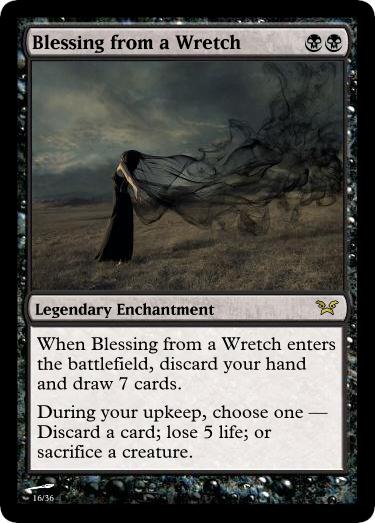 Blessing from a Wretch
Legendary Enchantment
When Blessing from a Wretch enters
the battlefield, discard your hand
and draw 7 cards.
During your upkeep, choose one —
Discard a card; lose 5 life; or
sacrifice a creature.
16/36